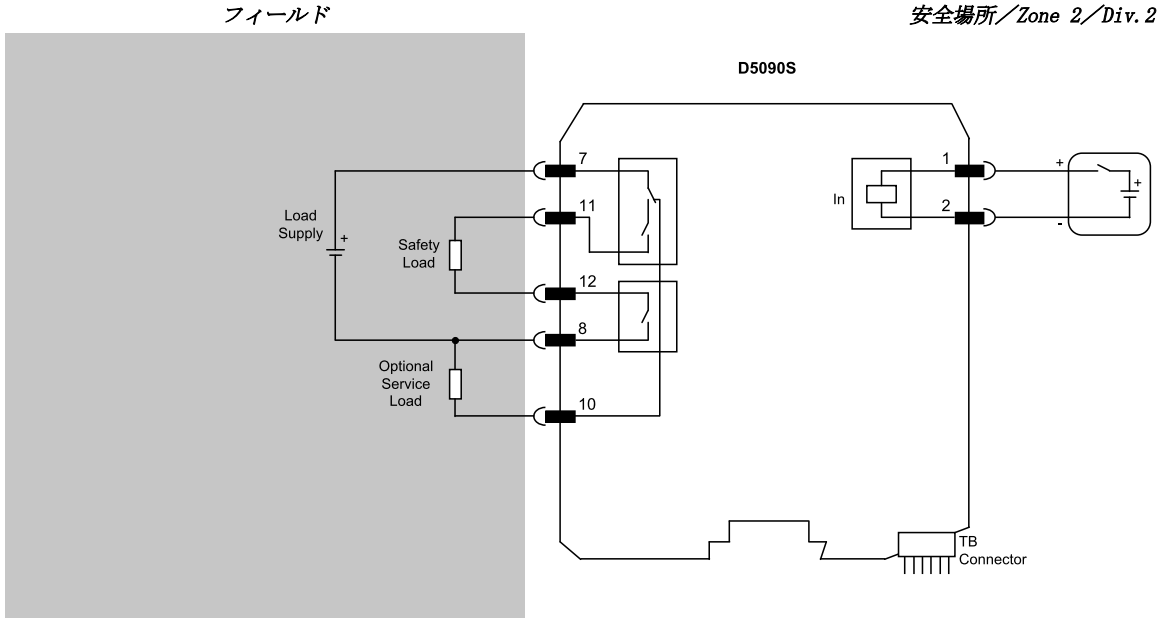 フィールド
安全場所／Zone 2／Div.2
D5090S
7
11
12
8
10
Load
Supply
+
Safety
Load
Optional
Service
Load
In
1
2
+
-
+
TB
Connector